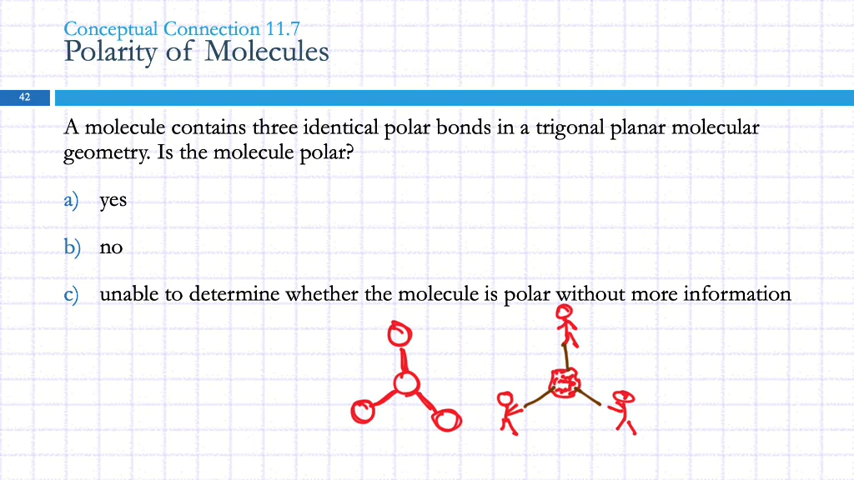 Conceptual Connection 11.7
Polarity of Molecules
42
A molecule contains three identical polar bonds in a trigonal planar molecular
geometry. Is the molecule polar?
a) yes
b) no
c) unable to determine whether the molecule is polar without more information